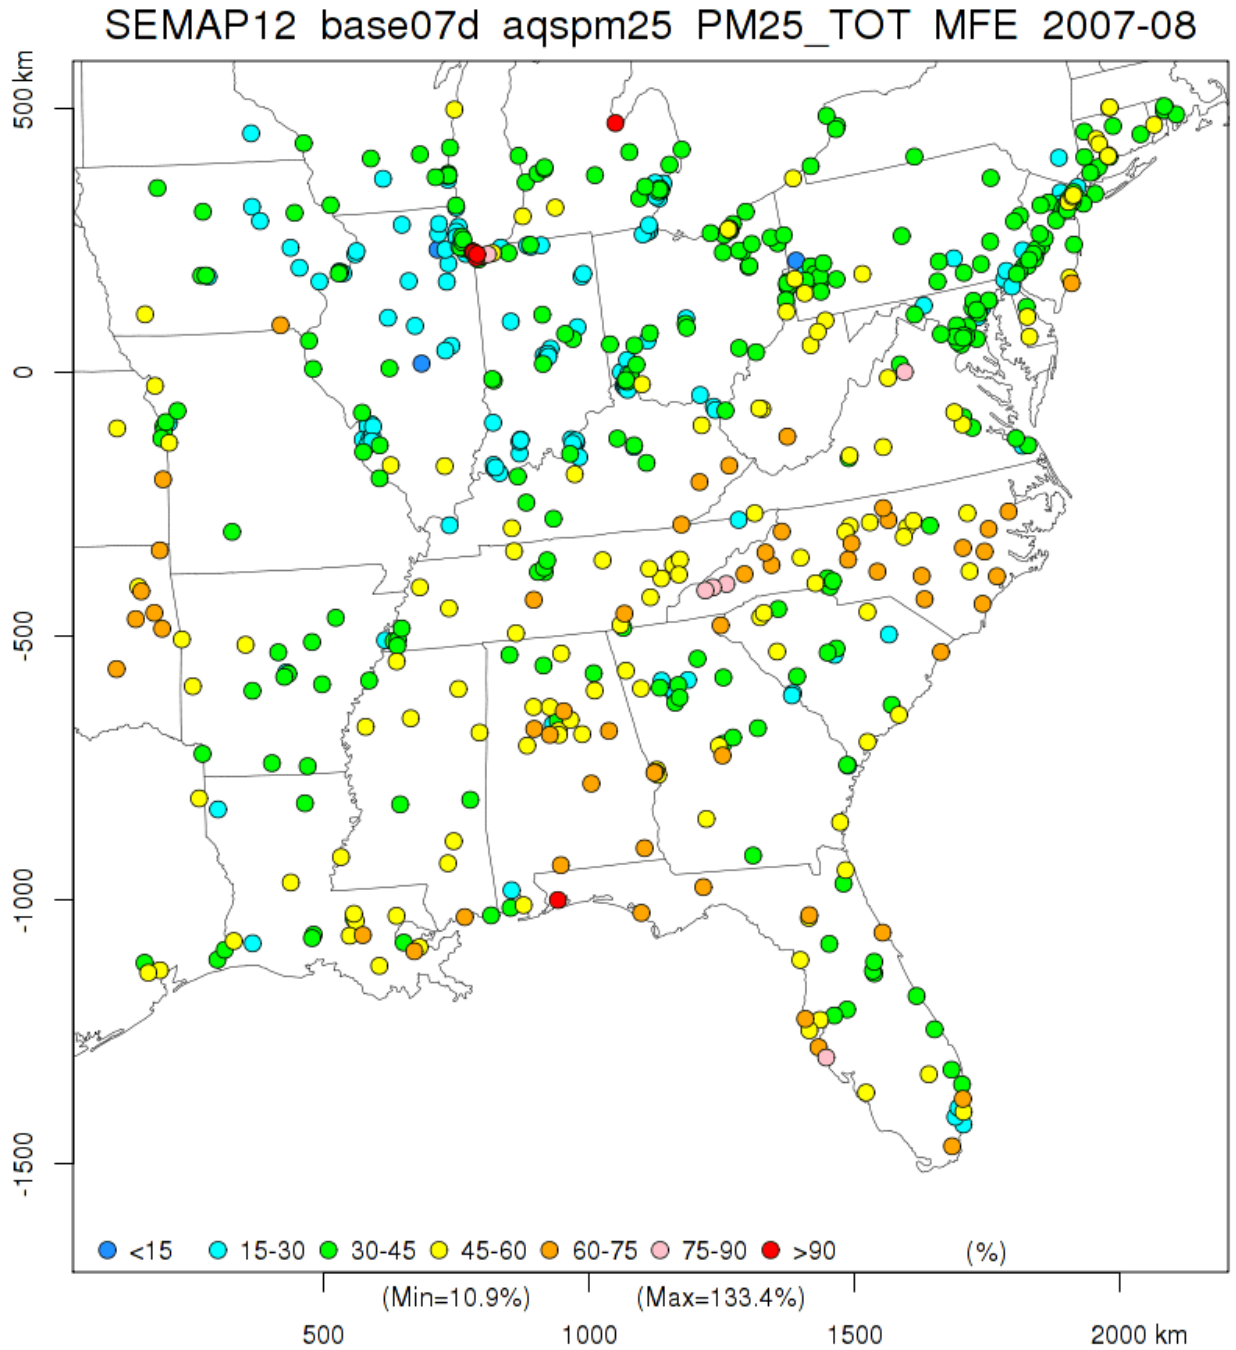 SEMAP12 base07d aqspm25 PM25_TOT MFE 2007-08
500 km
0
-500
-1000
-1500
<15 15-30 30-45 45-60 60-75 75-90 >90 (%)
(Min=10.9%) (Max=133.4%)
500 1000 1500 2000 km